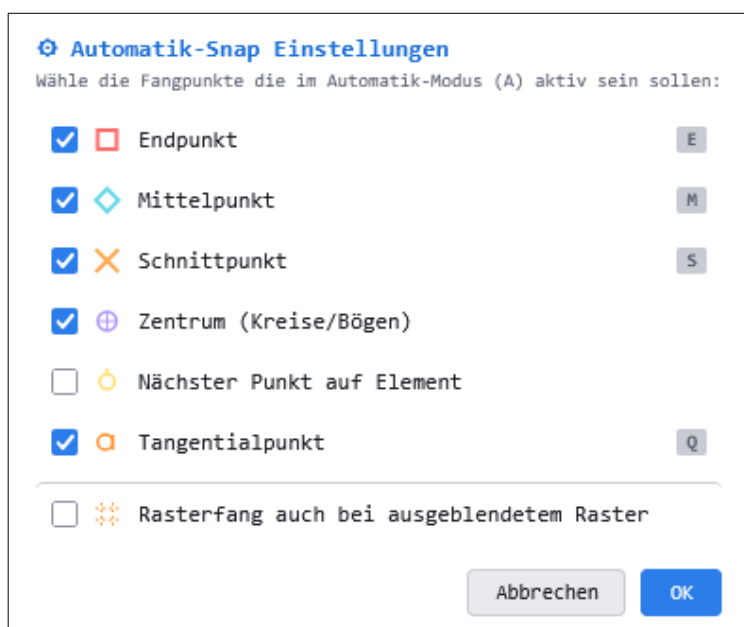 Automatik-Snap Einstellungen
Wähle die Fangpunkte die im Automatik-Modus (A) aktiv sein sollen:
Endpunkt E
Mittelpunkt M
Schnittpunkt S
Zentrum (Kreise/Bögen)
Nächster Punkt auf Element
Tangentialpunkt Q
Rasterfang auch bei ausgeblendetem Raster
Abbrechen OK